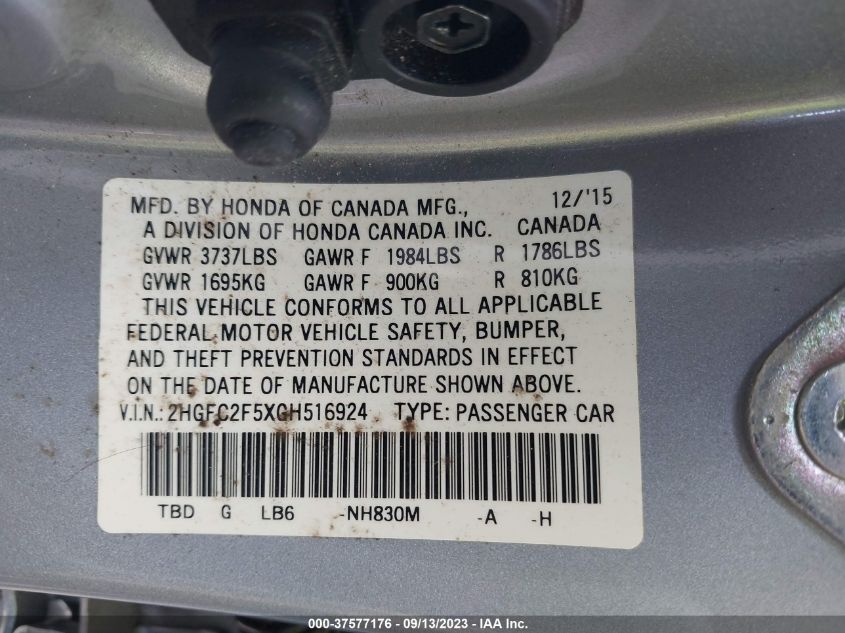 MFD. BY HONDA OF CANADA MFG., 12/'15
A DIVISION OF HONDA CANADA INC. CANADA
GVWR 3737LBS GAWR F 1984LBS R 1786LBS
GVWR 1695KG GAWR F 900KG R 810KG
THIS VEHICLE CONFORMS TO ALL APPLICABLE
FEDERAL MOTOR VEHICLE SAFETY, BUMPER,
AND THEFT PREVENTION STANDARDS IN EFFECT
ON THE DATE OF MANUFACTURE SHOWN ABOVE.
V.I.N.: 2HGFC2F5XGH516924 TYPE: PASSENGER CAR
TBD G LB6 -NH830M -A -H
000-37577176 - 09/13/2023 - IAA Inc.